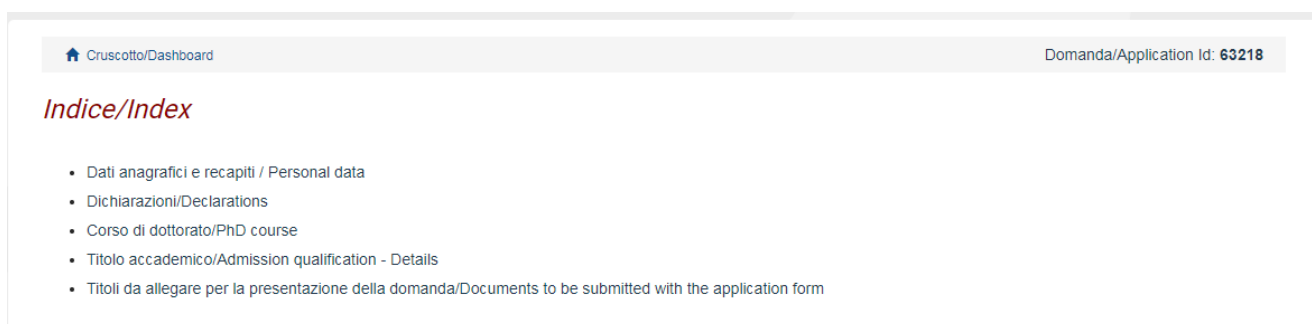 Cruscotto/Dashboard Domanda/Application Id: 63218
Indice/Index
• Dati anagrafici e recapiti / Personal data
• Dichiarazioni/Declarations
• Corso di dottorato/PhD course
• Titolo accademico/Admission qualification - Details
• Titoli da allegare per la presentazione della domanda/Documents to be submitted with the application form